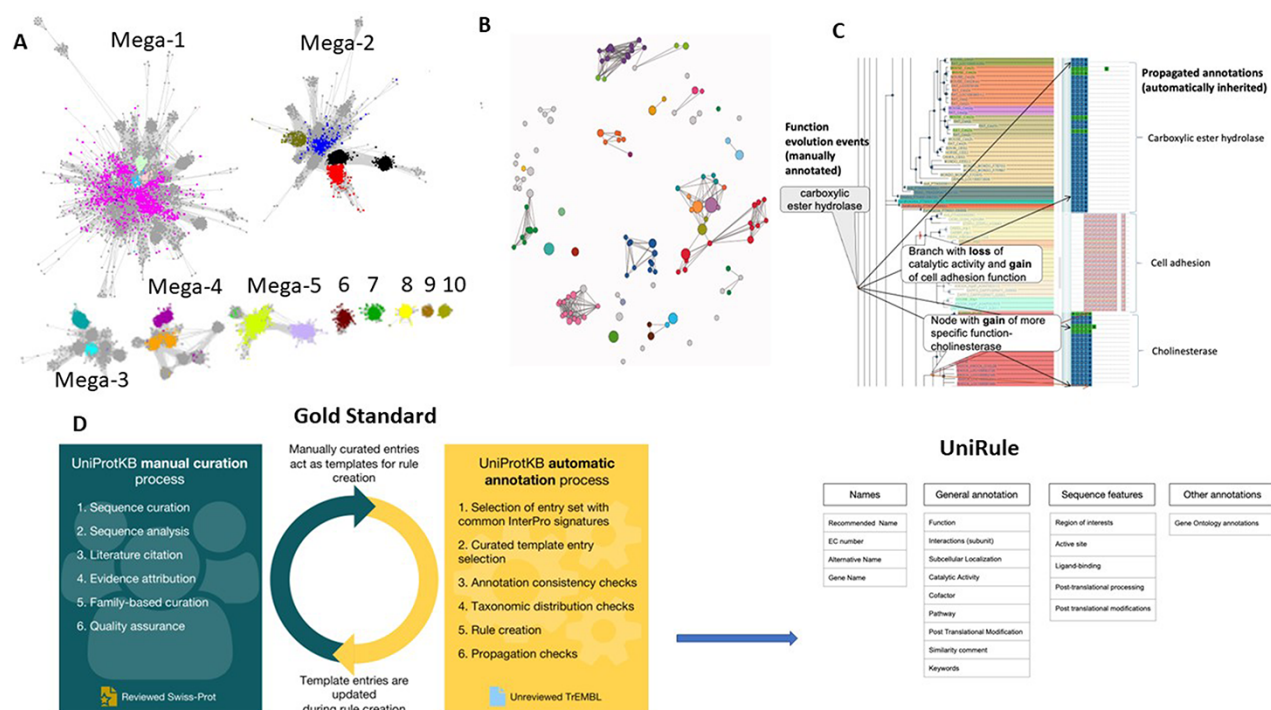 A
Mega-1
Mega-2
Mega-4
Mega-5
6
7
8
9
10
Mega-3
B
C
Function
evolution events
(manually
annotated)
carboxylic
ester hydrolase
Branch with loss of
catalytic activity and gain
of cell adhesion function
Node with gain of more
specific function-
cholinesterase
Propagated annotations
(automatically inherited)
Carboxylic ester hydrolase
Cell adhesion
Cholinesterase
D
Gold Standard
UniProtKB manual curation
process
1. Sequence curation
2. Sequence analysis
3. Literature citation
4. Evidence attribution
5. Family-based curation
6. Quality assurance
Reviewed Swiss-Prot
Manually curated entries
act as templates for rule
creation
Template entries are
updated
during rule creation
UniProtKB automatic
annotation process
1. Selection of entry set with
common InterPro signatures
2. Curated template entry
selection
3. Annotation consistency checks
4. Taxonomic distribution checks
5. Rule creation
6. Propagation checks
Unreviewed TrEMBL
UniRule
Names
Recommended Name
EC number
Alternative Name
Gene Name
General annotation
Function
Interactions (subunit)
Subcellular Localization
Catalytic Activity
Cofactor
Pathway
Post Translational Modification
Similarity comment
Keywords
Sequence features
Region of interests
Active site
Ligand-binding
Post-translational processing
Post translational modifications
Other annotations
Gene Ontology annotations